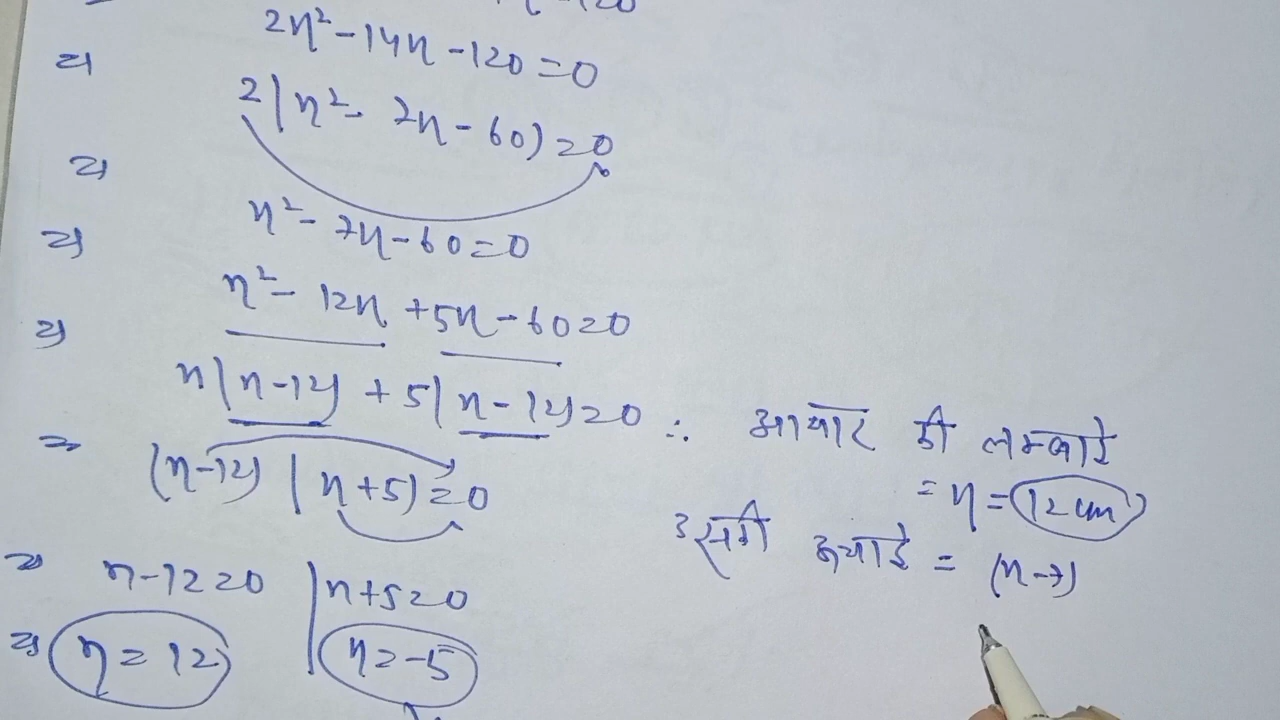 2x² - 14x - 120 = 0
या
2(x² - 7x - 60) = 0
या
या x² - 7x - 60 = 0
x² - 12x + 5x - 60 = 0
या
x(x - 12) + 5(x - 12) = 0
⇒ (x - 12) (x + 5) = 0
⇒ x - 12 = 0 | x + 5 = 0
या x = 12 | x = -5
∴ आधार की लम्बाई
= x = 12 cm
उसकी ऊचाई = (x - 7)